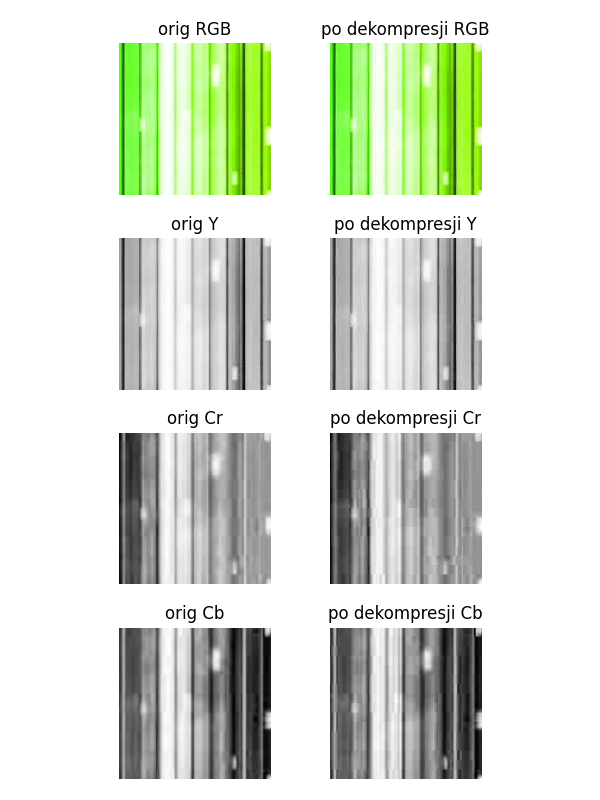 orig RGB
po dekompresji RGB
orig Y
po dekompresji Y
orig Cr
po dekompresji Cr
orig Cb
po dekompresji Cb